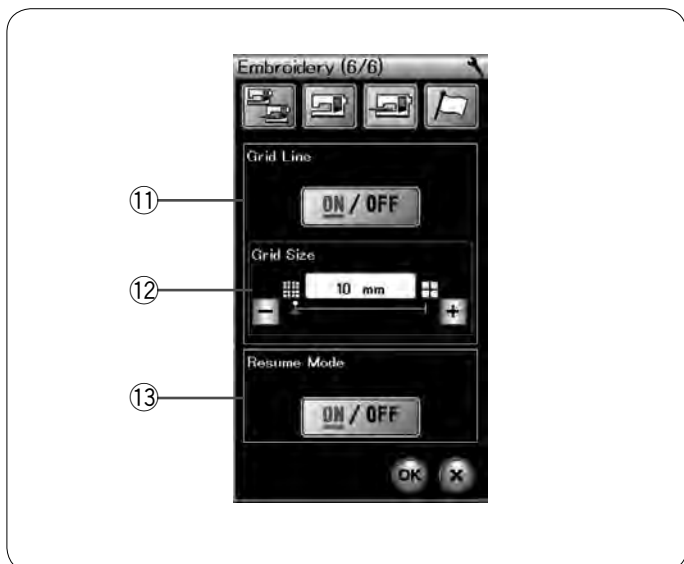 Embroidery (6/6)
Grid Line
⑪
ON / OFF
Grid Size
⑫
10 mm
− +
Resume Mode
⑬
ON / OFF
OK X